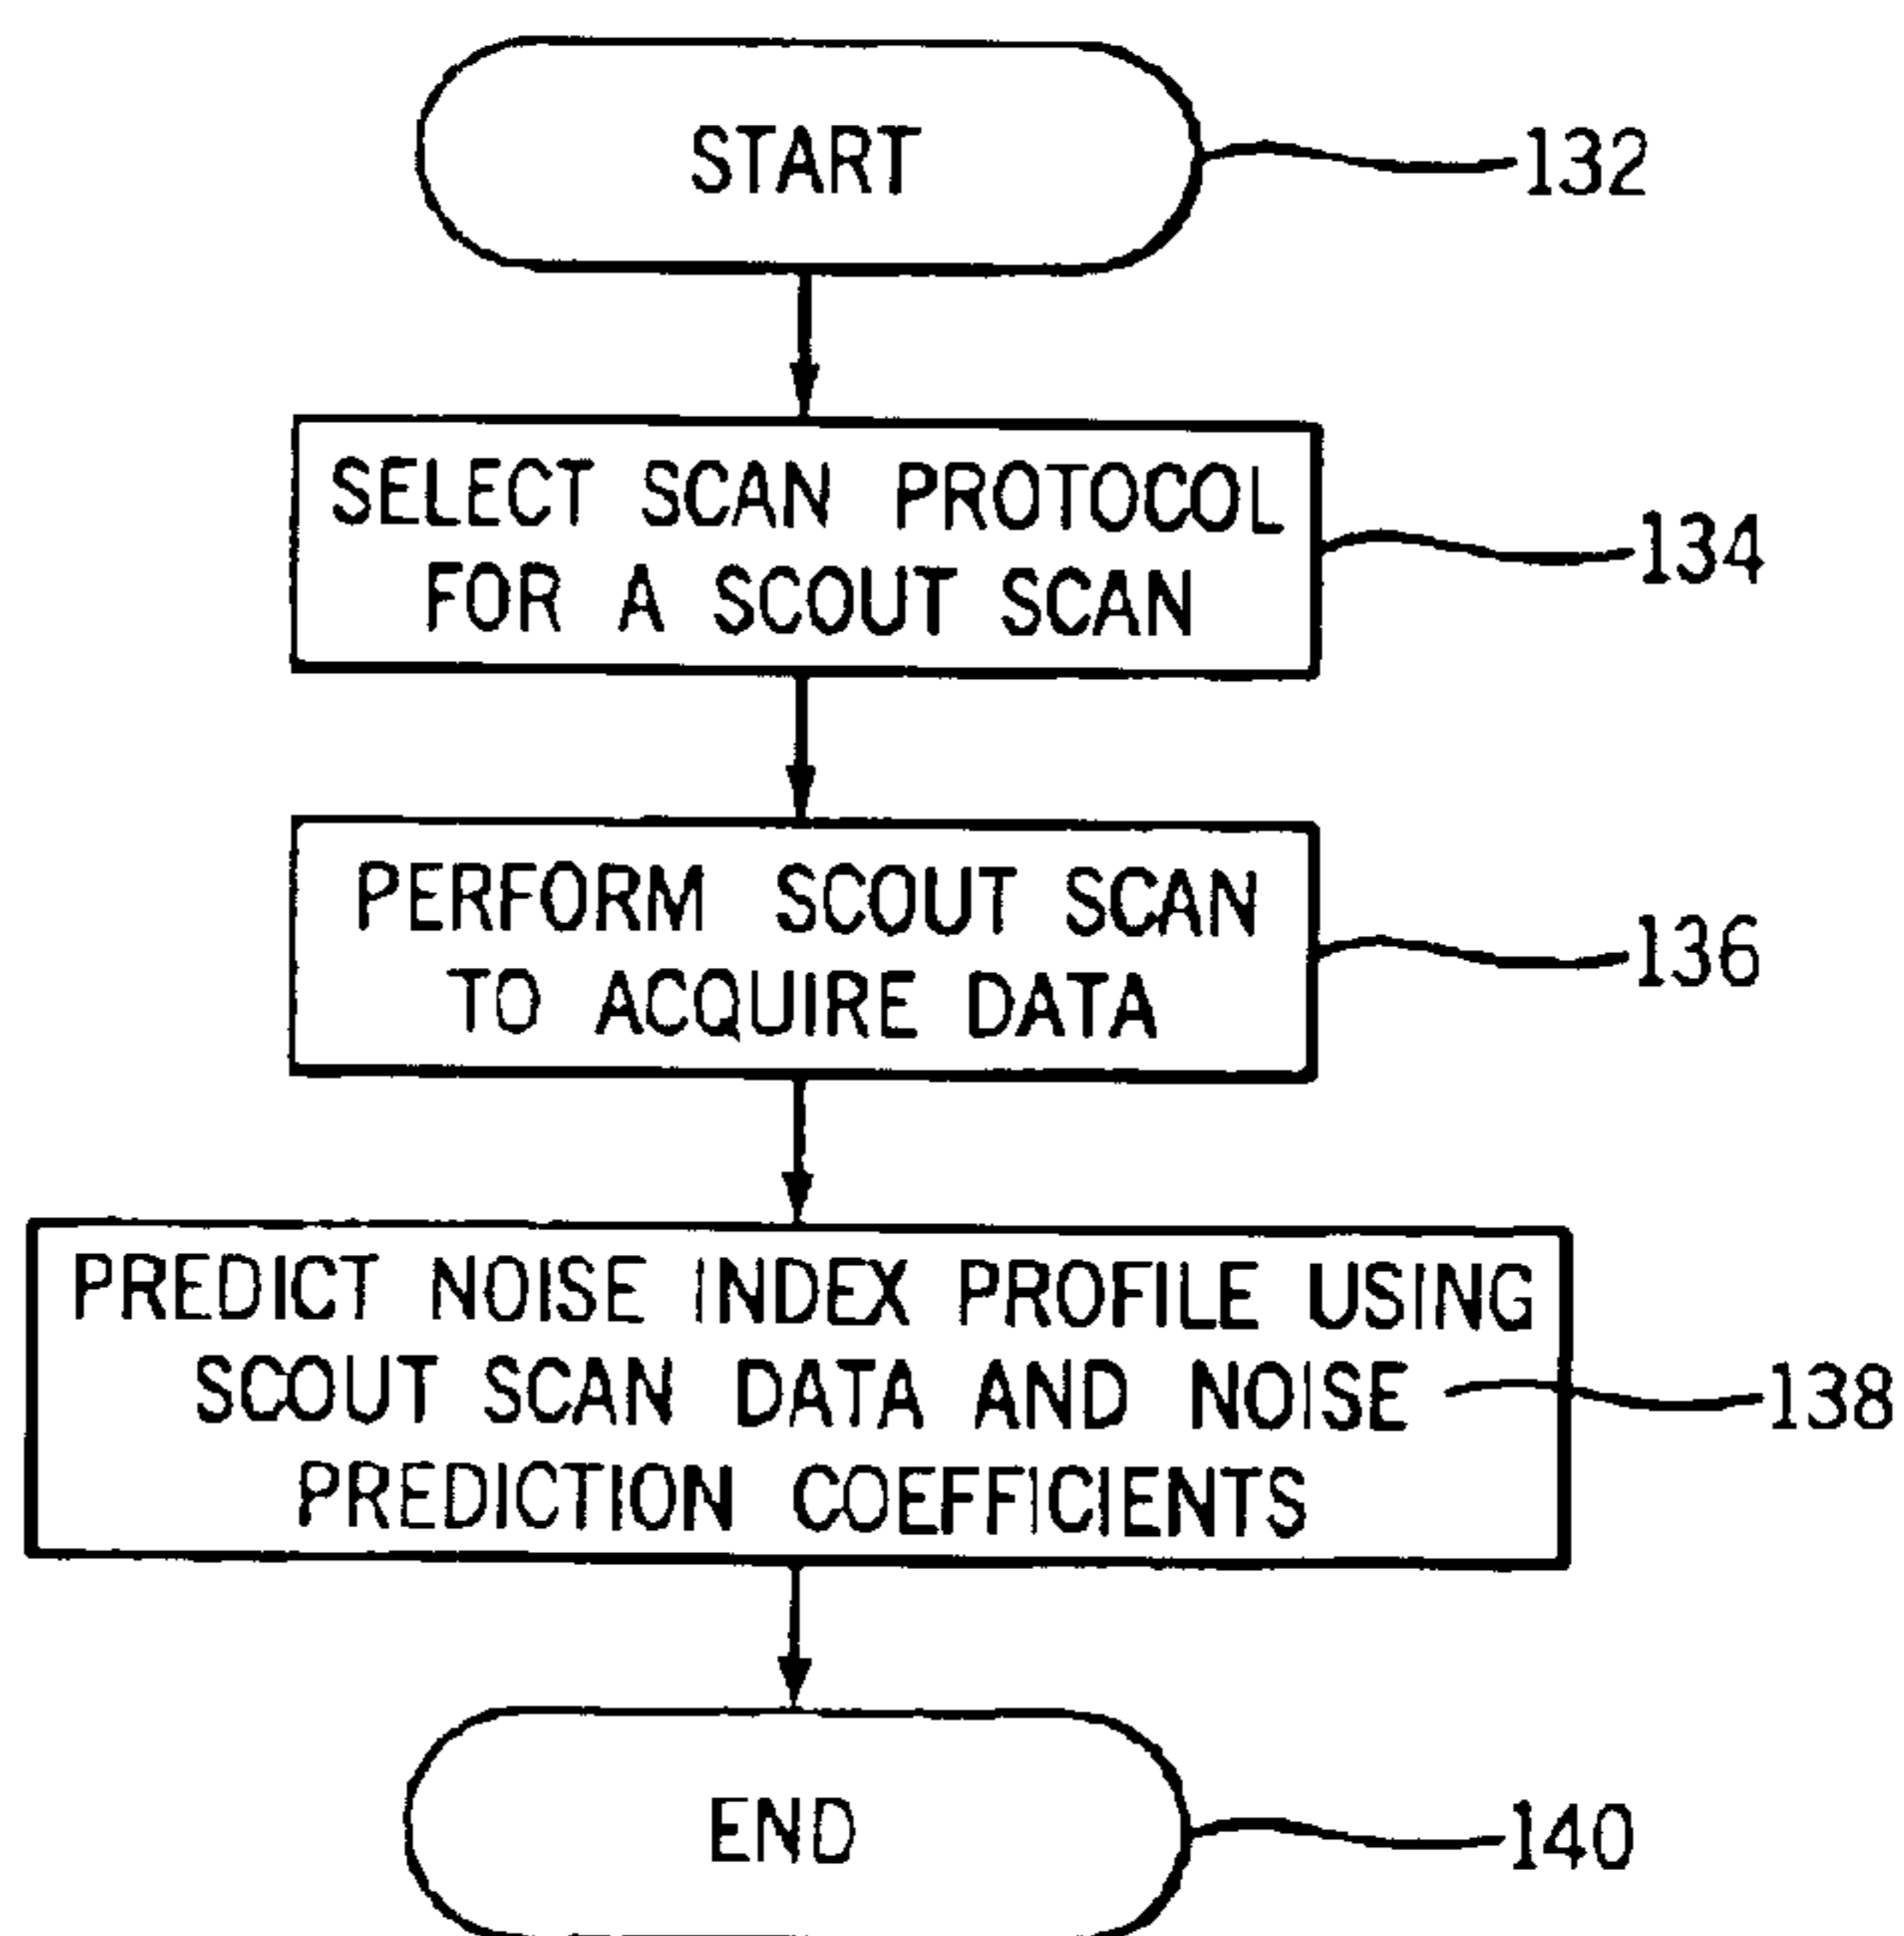 START
132
SELECT SCAN PROTOCOL
FOR A SCOUT SCAN
134
PERFORM SCOUT SCAN
TO ACQUIRE DATA
136
PREDICT NOISE INDEX PROFILE USING
SCOUT SCAN DATA AND NOISE
PREDICTION COEFFICIENTS
138
END
140